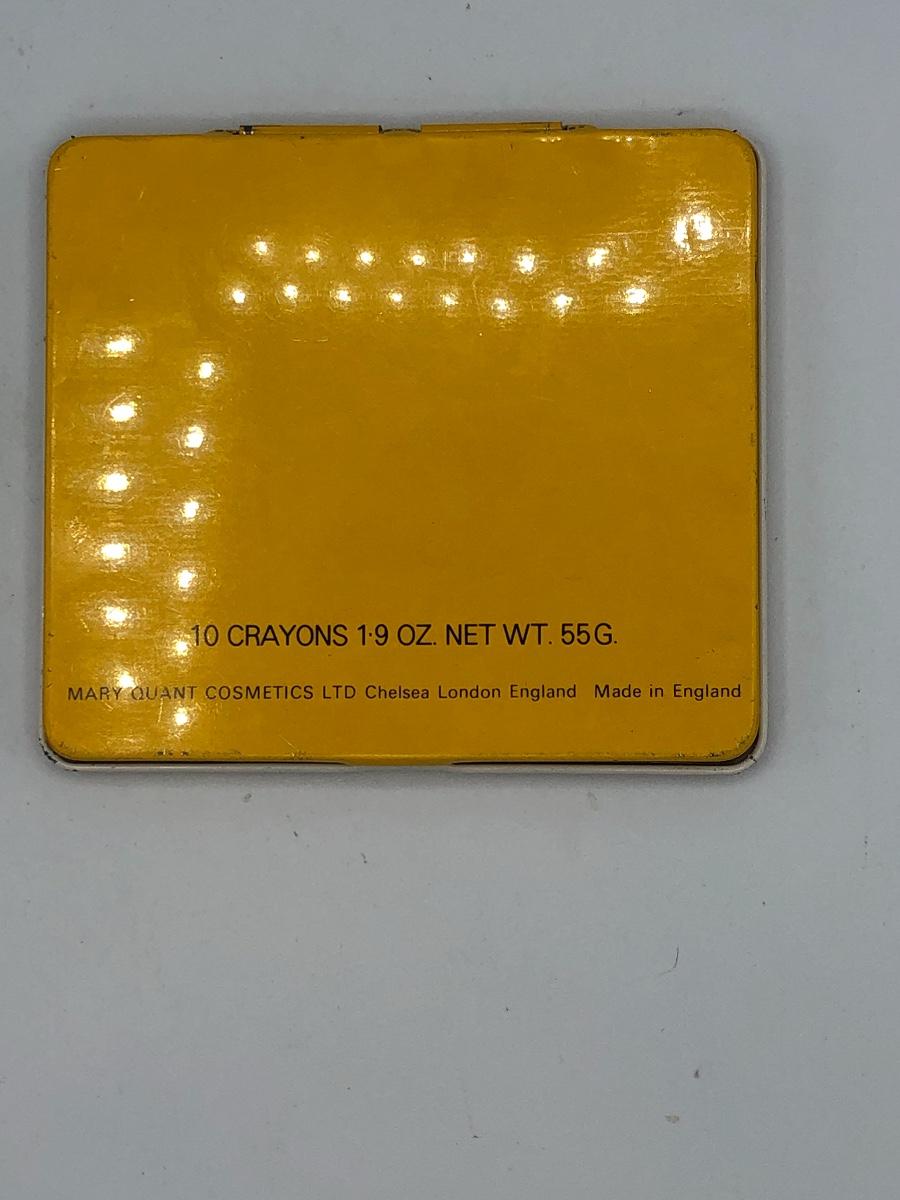 10 CRAYONS 1·9 OZ. NET WT. 55G.
MARY QUANT COSMETICS LTD Chelsea London England Made in England